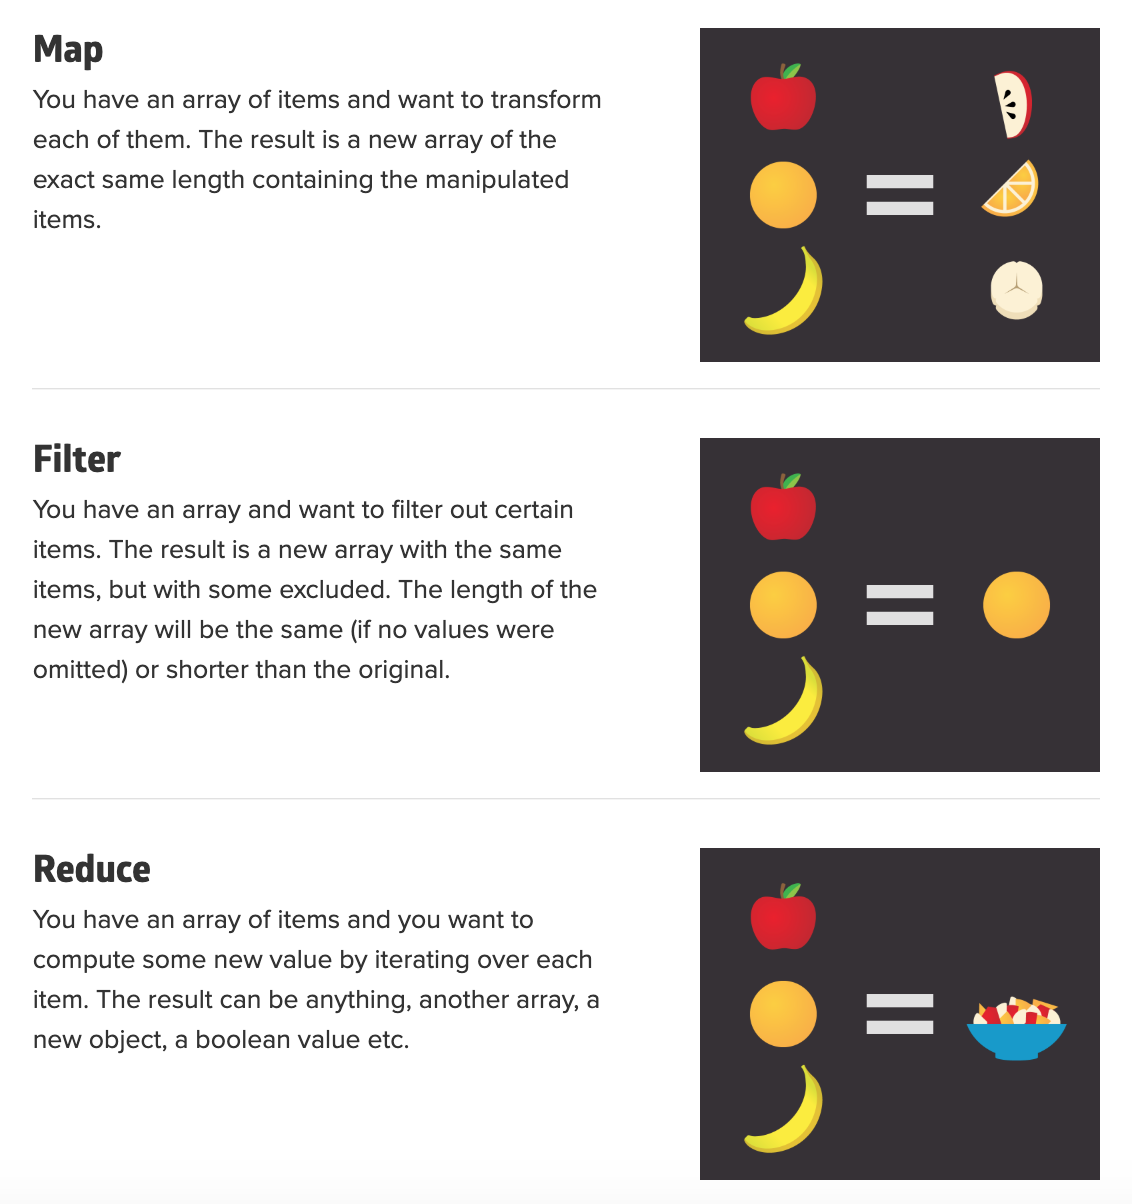 Map
You have an array of items and want to transform
each of them. The result is a new array of the
exact same length containing the manipulated
items.
Filter
You have an array and want to filter out certain
items. The result is a new array with the same
items, but with some excluded. The length of the
new array will be the same (if no values were
omitted) or shorter than the original.
Reduce
You have an array of items and you want to
compute some new value by iterating over each
item. The result can be anything, another array, a
new object, a boolean value etc.